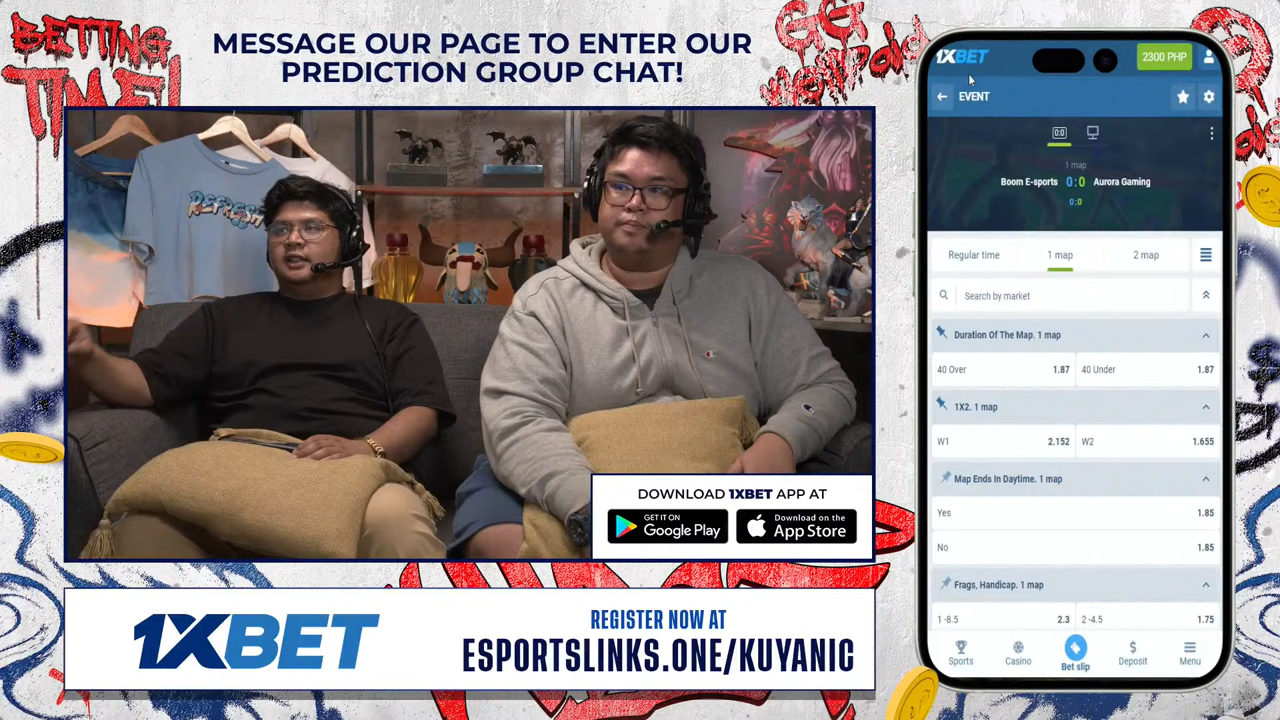 BETTING
TIME!
GG
MESSAGE OUR PAGE TO ENTER OUR
PREDICTION GROUP CHAT!
REFRESH
DOWNLOAD 1XBET APP AT
GET IT ON
Google Play
Download on the
App Store
1XBET
REGISTER NOW AT
ESPORTSLINKS.ONE/KUYANIC
1XBET
2300 PHP
EVENT
0:0
1 map
Boom E-sports 0:0 Aurora Gaming
0:0
Regular time 1 map 2 map
Search by market
Duration Of The Map. 1 map
40 Over 1.87 40 Under 1.87
1X2. 1 map
W1 2.152 W2 1.655
Map Ends In Daytime. 1 map
Yes 1.85
No 1.85
Frags, Handicap. 1 map
1 -8.5 2.3 2 -4.5 1.75
Sports Casino Bet slip Deposit Menu